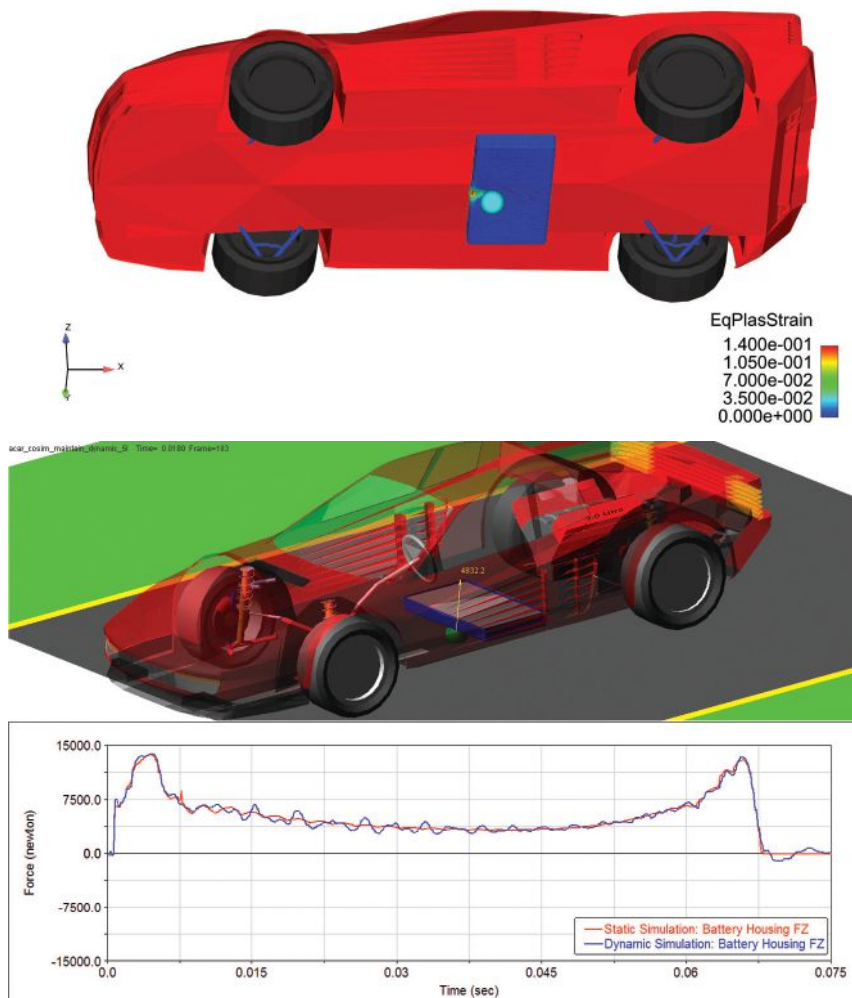 EqPlasStrain
1.400e-001
1.050e-001
7.000e-002
3.500e-002
0.000e+000
Z
X
Y
acar_cosim_maistein_dynamic_5l Time= 0.0180 Frame=183
4932.2
15000.0
7500.0
0.0
-7500.0
-15000.0
Force (newton)
Static Simulation: Battery Housing FZ
Dynamic Simulation: Battery Housing FZ
0.0
0.015
0.03
0.045
0.06
0.075
Time (sec)